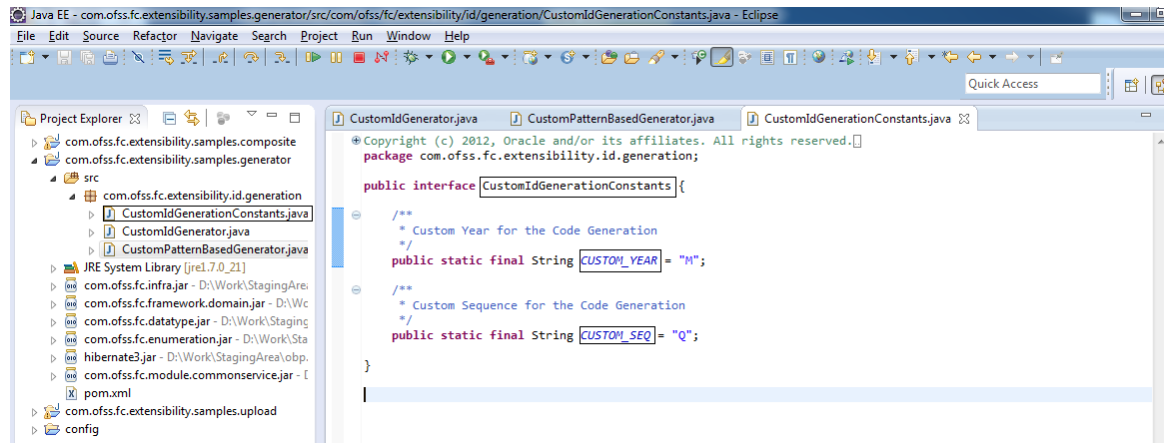 Java EE - com.ofss.fc.extensibility.samples.generator/src/com/ofss/fc/extensibility/id/generation/CustomIdGenerationConstants.java - Eclipse
File Edit Source Refactor Navigate Search Project Run Window Help
Quick Access
Project Explorer
com.ofss.fc.extensibility.samples.composite
com.ofss.fc.extensibility.samples.generator
src
com.ofss.fc.extensibility.id.generation
CustomIdGenerationConstants.java
CustomIdGenerator.java
CustomPatternBasedGenerator.java
JRE System Library [jre1.7.0_21]
com.ofss.fc.infra.jar - D:\Work\StagingAre
com.ofss.fc.framework.domain.jar - D:\Wo
com.ofss.fc.datatype.jar - D:\Work\Staging
com.ofss.fc.enumeration.jar - D:\Work\Sta
hibernate3.jar - D:\Work\StagingArea\obp.
com.ofss.fc.module.commonservice.jar - D
pom.xml
com.ofss.fc.extensibility.samples.upload
config
CustomIdGenerator.java CustomPatternBasedGenerator.java CustomIdGenerationConstants.java
Copyright (c) 2012, Oracle and/or its affiliates. All rights reserved.
package com.ofss.fc.extensibility.id.generation;
public interface CustomIdGenerationConstants {
/**
* Custom Year for the Code Generation
*/
public static final String CUSTOM_YEAR = "M";
/**
* Custom Sequence for the Code Generation
*/
public static final String CUSTOM_SEQ = "Q";
}